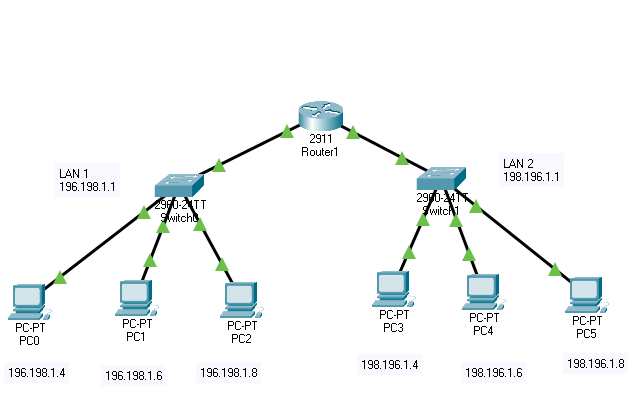 2911
Router1
LAN 1
196.198.1.1
LAN 2
198.196.1.1
2960-24TT
Switch0
2960-24TT
Switch1
PC-PT
PC0
PC-PT
PC1
PC-PT
PC2
PC-PT
PC3
PC-PT
PC4
PC-PT
PC5
196.198.1.4
196.198.1.6
196.198.1.8
198.196.1.4
198.196.1.6
198.196.1.8